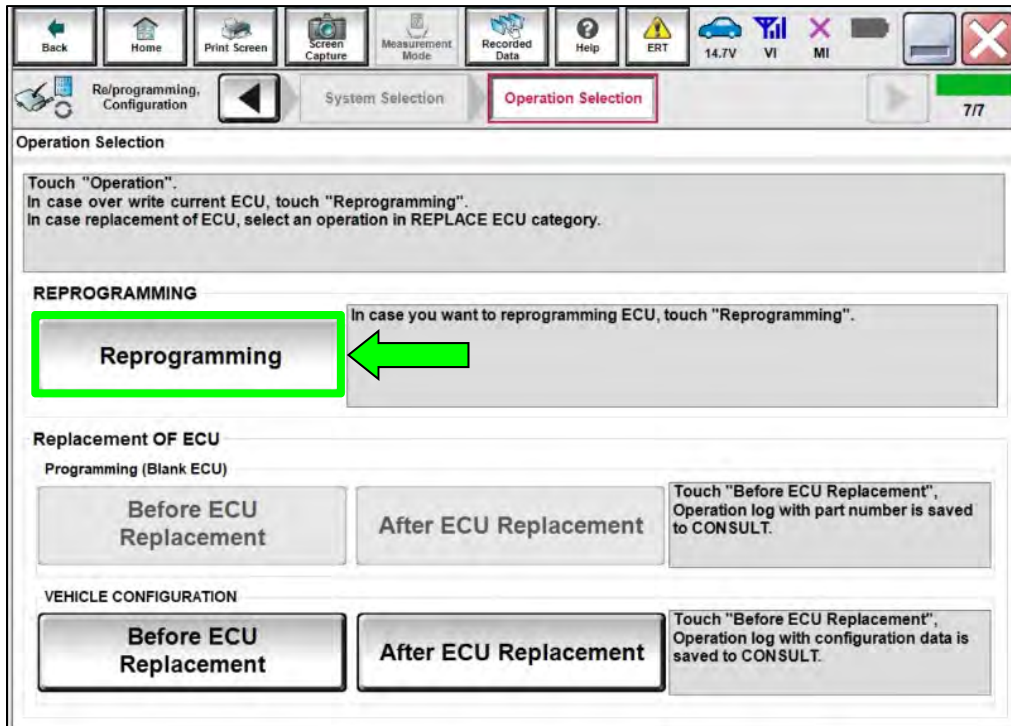 Back
Home
Print Screen
Screen Capture
Measurement Mode
Recorded Data
Help
ERT
14.7V
VI
MI
Re/programming, Configuration
System Selection
Operation Selection
7/7
Operation Selection
Touch "Operation".
In case over write current ECU, touch "Reprogramming".
In case replacement of ECU, select an operation in REPLACE ECU category.
REPROGRAMMING
Reprogramming
In case you want to reprogramming ECU, touch "Reprogramming".
Replacement OF ECU
Programming (Blank ECU)
Before ECU
Replacement
After ECU Replacement
Touch "Before ECU Replacement",
Operation log with part number is saved
to CONSULT.
VEHICLE CONFIGURATION
Before ECU
Replacement
After ECU Replacement
Touch "Before ECU Replacement",
Operation log with configuration data is
saved to CONSULT.